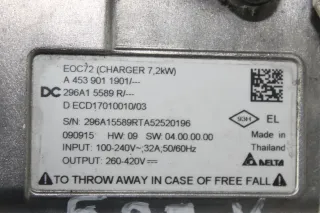 EOC72 (CHARGER 7,2kW)
A 453 901 1901/---
DC 296A1 5589 R/---
D ECD17010010/03
S/N: 296A15589RTA52520196
EL
090915 HW: 09 SW: 04.00.00.00
Made in
Thailand
INPUT: 100-240V~;32A;50/60Hz
OUTPUT: 260-420V⎓
DELTA
TO THROW AWAY IN CASE OF FREE FALL